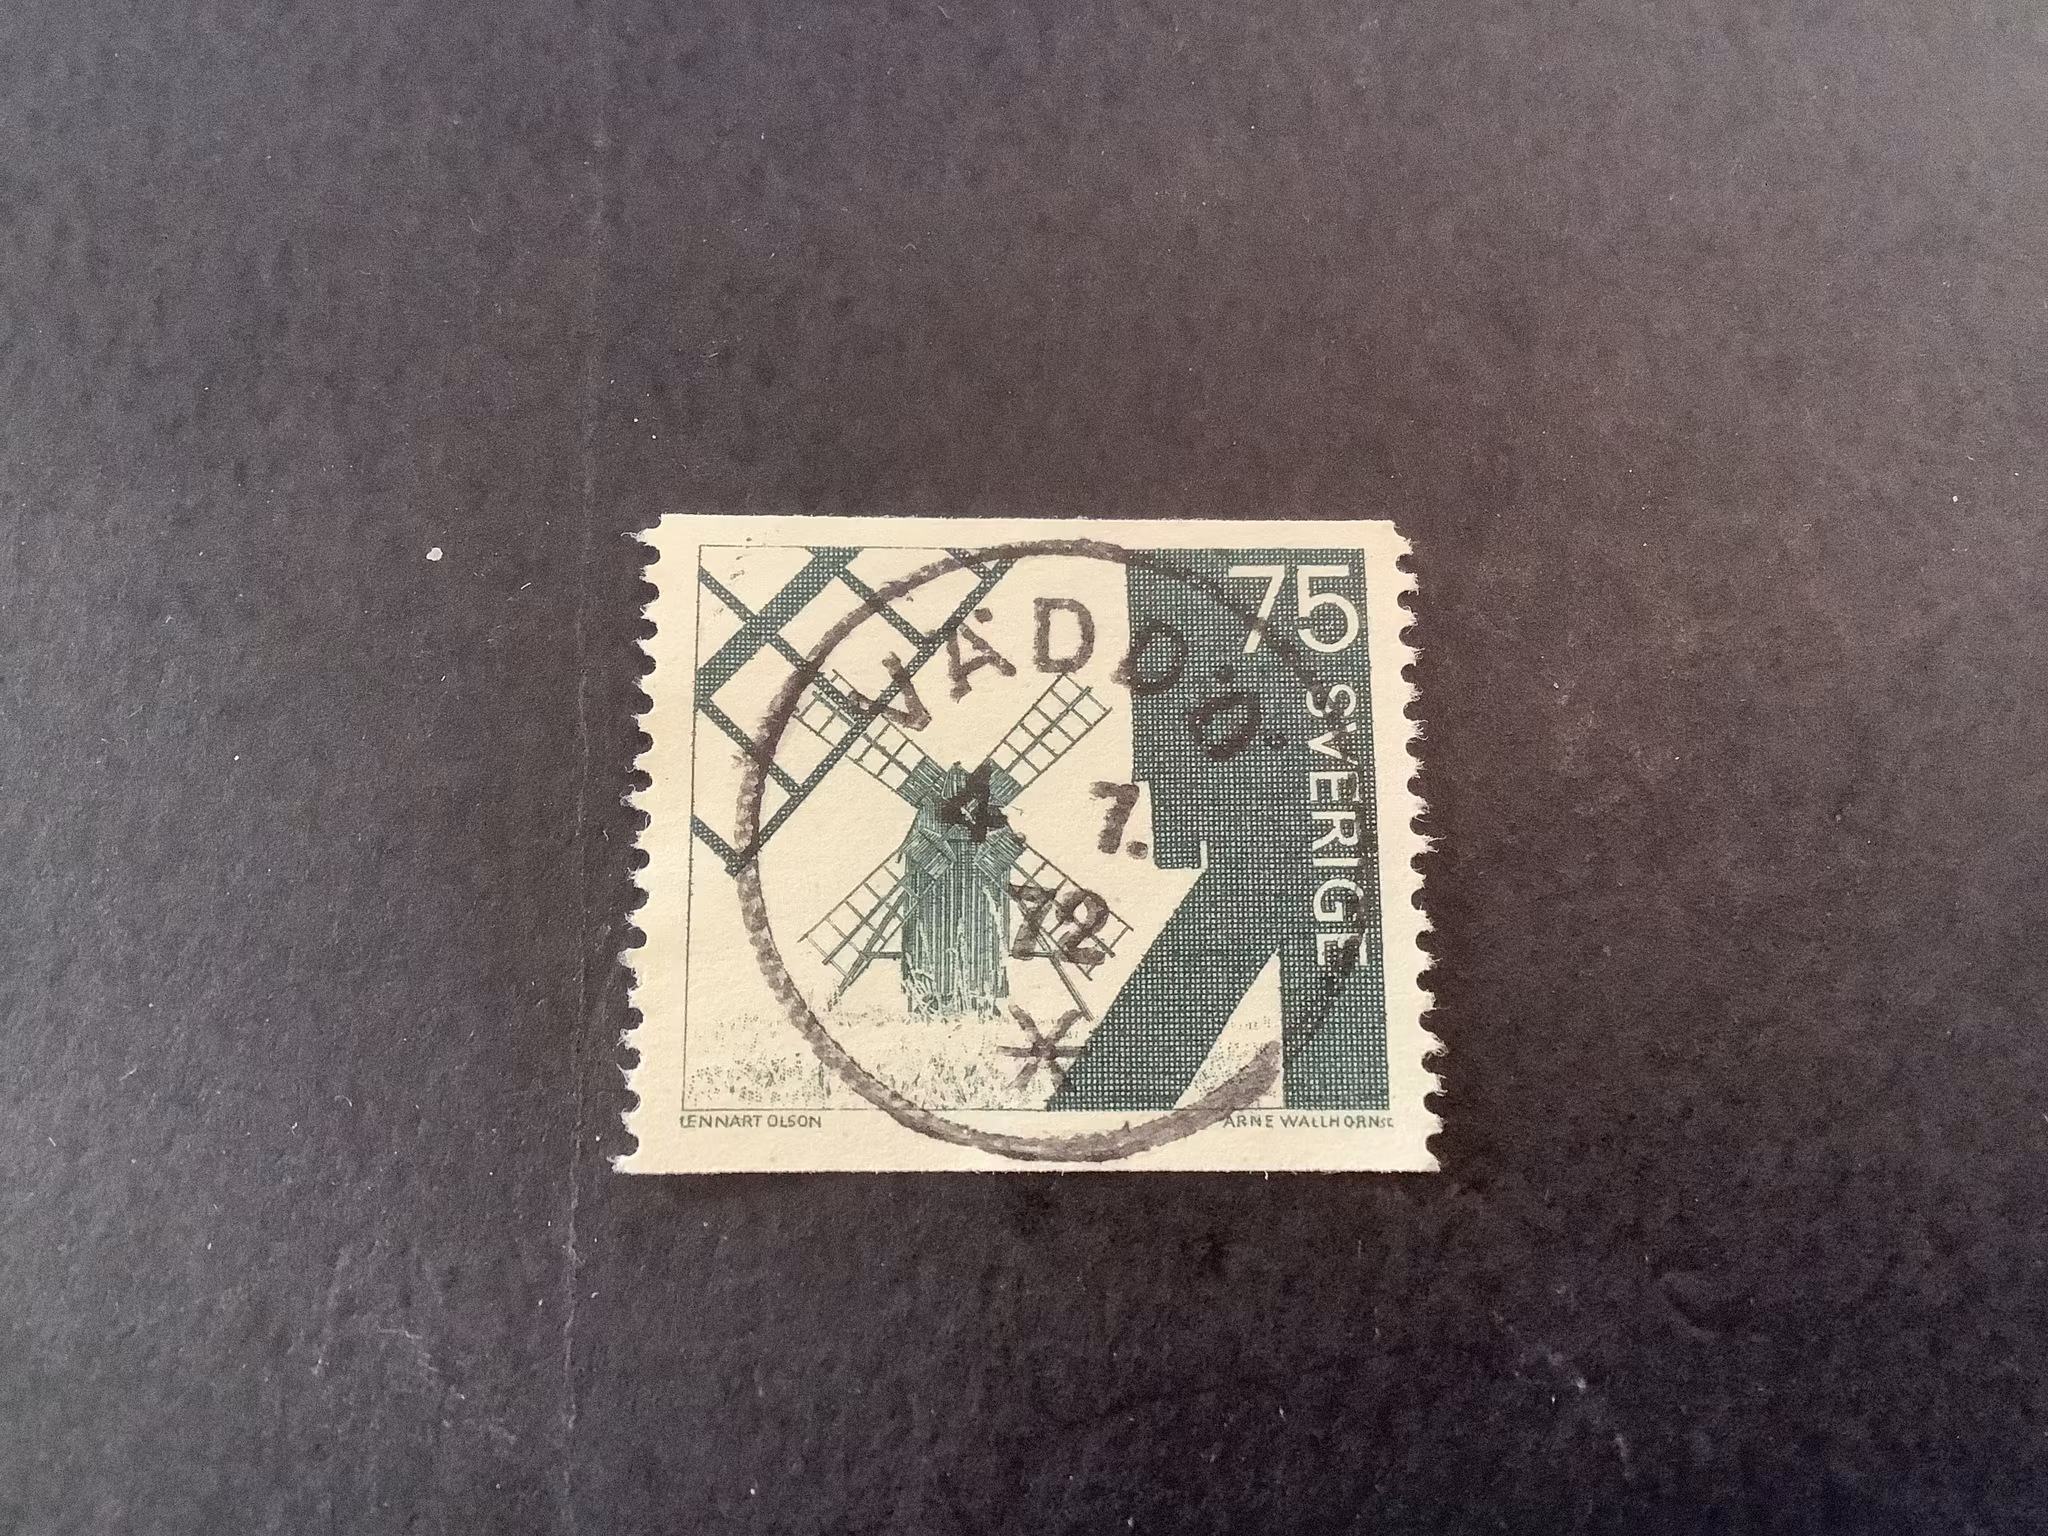 75
SVERIGE
VÄDDÖ
4. 7.
72
LENNART OLSON
ARNE WALLHORN SC